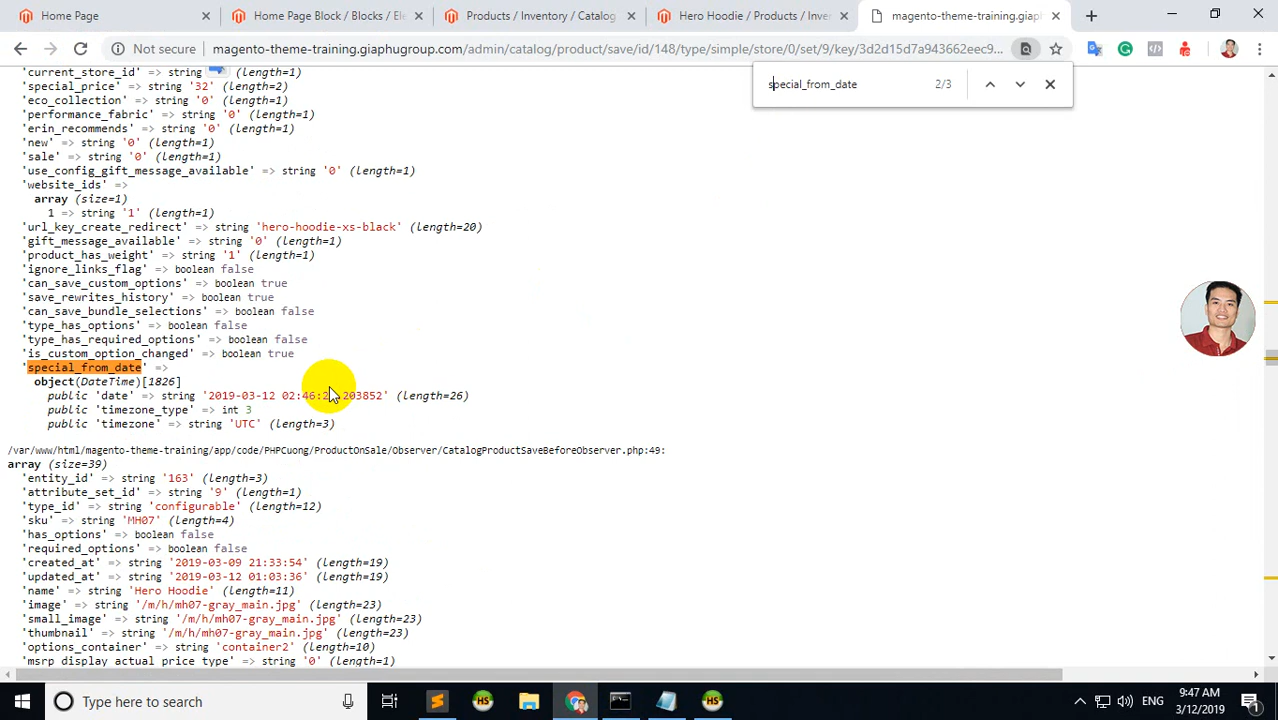 Home Page
Home Page Block / Blocks / Ele
Products / Inventory / Catalog
Hero Hoodie / Products / Inven
magento-theme-training.giaph
Not secure
magento-theme-training.giaphugroup.com/admin/catalog/product/save/id/148/type/simple/store/0/set/9/key/3d2d15d7a943662eec9...
special_from_date 2/3
'current_store_id' => string (length=1)
'special_price' => string '32' (length=2)
'eco_collection' => string '0' (length=1)
'performance_fabric' => string '0' (length=1)
'erin_recommends' => string '0' (length=1)
'new' => string '0' (length=1)
'sale' => string '0' (length=1)
'use_config_gift_message_available' => string '0' (length=1)
'website_ids' =>
array (size=1)
1 => string '1' (length=1)
'url_key_create_redirect' => string 'hero-hoodie-xs-black' (length=20)
'gift_message_available' => string '0' (length=1)
'product_has_weight' => string '1' (length=1)
'ignore_links_flag' => boolean false
'can_save_custom_options' => boolean true
'save_rewrites_history' => boolean true
'can_save_bundle_selections' => boolean false
'type_has_options' => boolean false
'type_has_required_options' => boolean false
'is_custom_option_changed' => boolean true
'special_from_date' =>
object(DateTime)[1826]
public 'date' => string '2019-03-12 02:46:2 203852' (length=26)
public 'timezone_type' => int 3
public 'timezone' => string 'UTC' (length=3)
/var/www/html/magento-theme-training/app/code/PHPCuong/ProductOnSale/Observer/CatalogProductSaveBeforeObserver.php:49:
array (size=39)
'entity_id' => string '163' (length=3)
'attribute_set_id' => string '9' (length=1)
'type_id' => string 'configurable' (length=12)
'sku' => string 'MH07' (length=4)
'has_options' => boolean false
'required_options' => boolean false
'created_at' => string '2019-03-09 21:33:54' (length=19)
'updated_at' => string '2019-03-12 01:03:36' (length=19)
'name' => string 'Hero Hoodie' (length=11)
'image' => string '/m/h/mh07-gray_main.jpg' (length=23)
'small_image' => string '/m/h/mh07-gray_main.jpg' (length=23)
'thumbnail' => string '/m/h/mh07-gray_main.jpg' (length=23)
'options_container' => string 'container2' (length=10)
'msrp_display_actual_price_type' => string '0' (length=1)
Type here to search
ENG
9:47 AM
3/12/2019
1